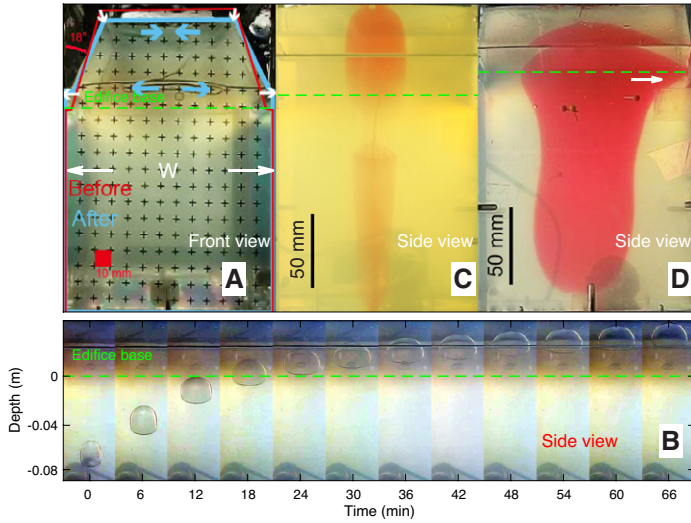 18°
Edifice base
W
Before
After
Front view
10 mm
A
50 mm
Side view
C
50 mm
Side view
D
Edifice base
Depth (m)
0
-0.04
-0.08
Side view
B
0 6 12 18 24 30 36 42 48 54 60 66
Time (min)